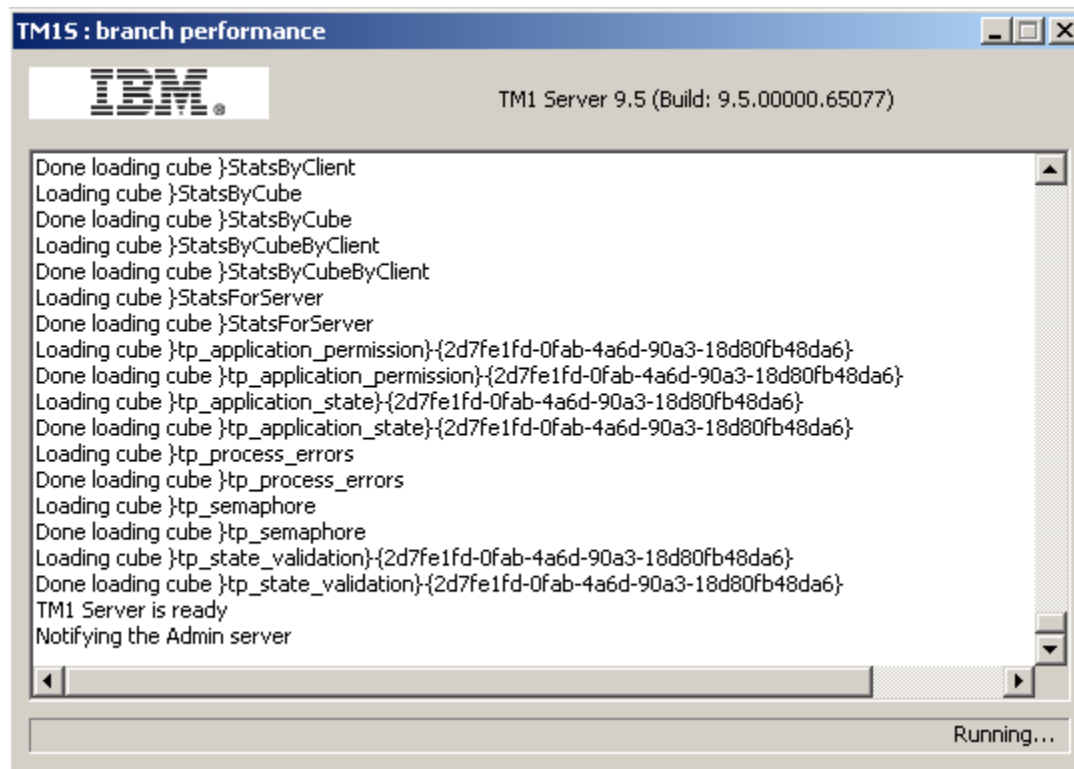 TM1S : branch performance
IBM®
TM1 Server 9.5 (Build: 9.5.00000.65077)
Done loading cube }StatsByClient
Loading cube }StatsByCube
Done loading cube }StatsByCube
Loading cube }StatsByCubeByClient
Done loading cube }StatsByCubeByClient
Loading cube }StatsForServer
Done loading cube }StatsForServer
Loading cube }tp_application_permission}-{2d7fe1fd-0fab-4a6d-90a3-18d80fb48da6}
Done loading cube }tp_application_permission}-{2d7fe1fd-0fab-4a6d-90a3-18d80fb48da6}
Loading cube }tp_application_state}-{2d7fe1fd-0fab-4a6d-90a3-18d80fb48da6}
Done loading cube }tp_application_state}-{2d7fe1fd-0fab-4a6d-90a3-18d80fb48da6}
Loading cube }tp_process_errors
Done loading cube }tp_process_errors
Loading cube }tp_semaphore
Done loading cube }tp_semaphore
Loading cube }tp_state_validation}-{2d7fe1fd-0fab-4a6d-90a3-18d80fb48da6}
Done loading cube }tp_state_validation}-{2d7fe1fd-0fab-4a6d-90a3-18d80fb48da6}
TM1 Server is ready
Notifying the Admin server
Running...